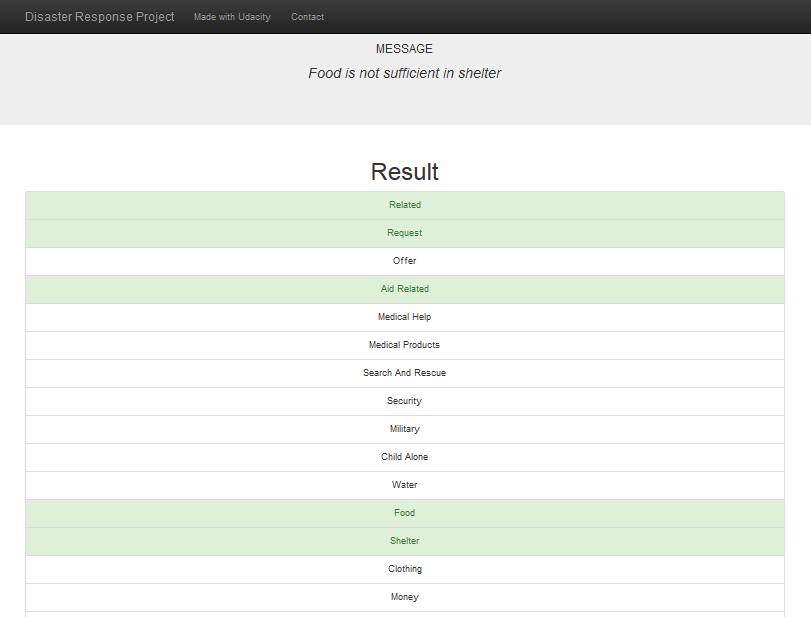 Disaster Response Project Made with Udacity Contact
MESSAGE
Food is not sufficient in shelter
Result
Related
Request
Offer
Aid Related
Medical Help
Medical Products
Search And Rescue
Security
Military
Child Alone
Water
Food
Shelter
Clothing
Money